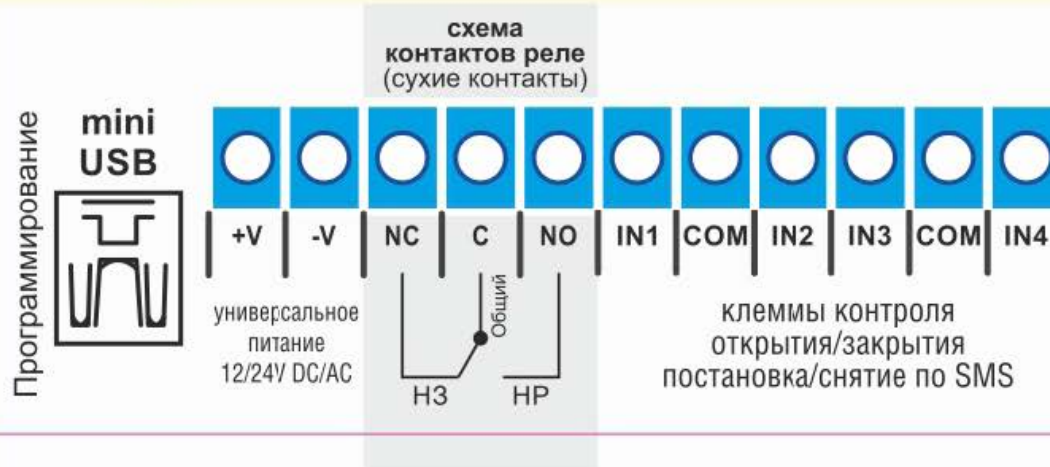 схема
контактов реле
(сухие контакты)
Программирование
mini
USB
+V -V NC C NO IN1 COM IN2 IN3 COM IN4
универсальное
питание
12/24V DC/AC
Общий
НЗ НР
клеммы контроля
открытия/закрытия
постановка/снятие по SMS